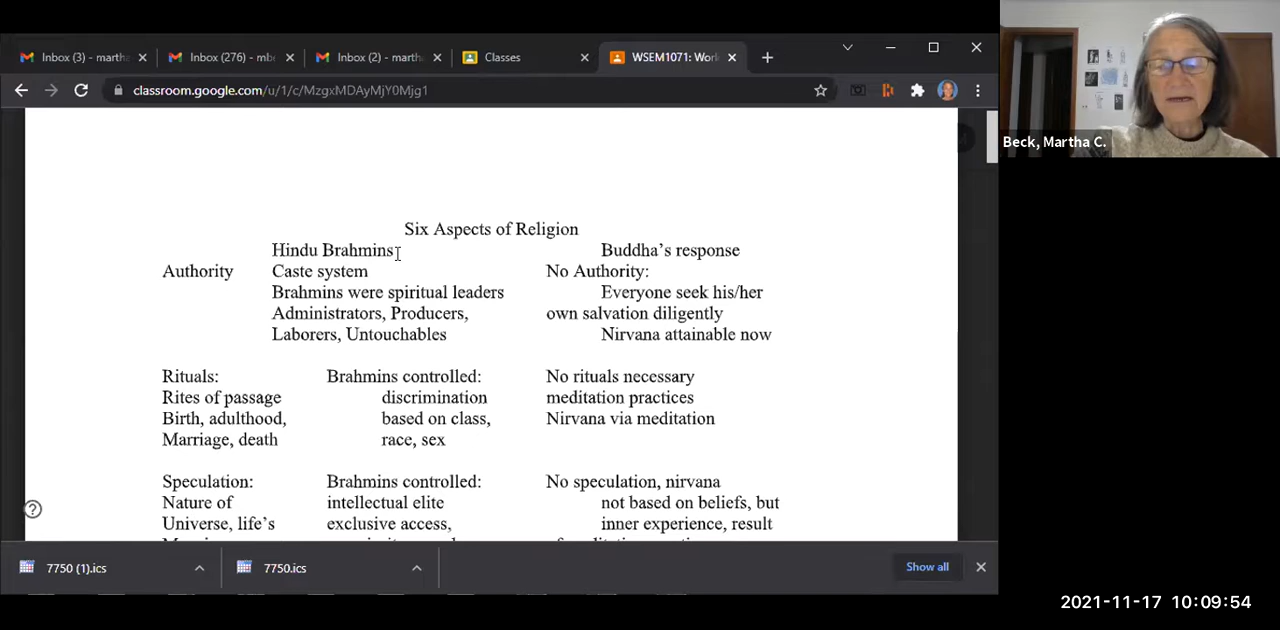 Inbox (3) - martha
Inbox (276) - mbe
Inbox (2) - martha
Classes
WSEM1071: Work
classroom.google.com/u/1/c/MzgxMDAyMjY0Mjg1
Beck, Martha C.
Six Aspects of Religion
Hindu Brahmins Buddha's response
Authority Caste system No Authority:
Brahmins were spiritual leaders Everyone seek his/her
Administrators, Producers, own salvation diligently
Laborers, Untouchables Nirvana attainable now
Rituals: Brahmins controlled: No rituals necessary
Rites of passage discrimination meditation practices
Birth, adulthood, based on class, Nirvana via meditation
Marriage, death race, sex
Speculation: Brahmins controlled: No speculation, nirvana
Nature of intellectual elite not based on beliefs, but
Universe, life's exclusive access, inner experience, result
7750 (1).ics
7750.ics
Show all
2021-11-17 10:09:54